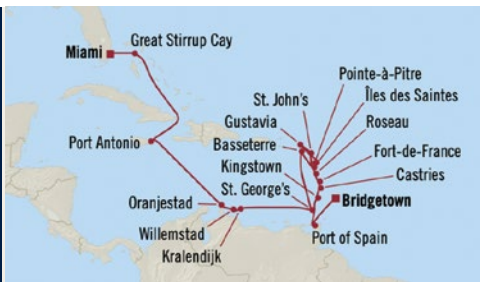 Great Stirrup Cay
Miami
Pointe-à-Pitre
St. John's
Îles des Saintes
Gustavia
Roseau
Port Antonio
Basseterre
Fort-de-France
Kingstown
Castries
St. George's
Oranjestad
Bridgetown
Willemstad
Port of Spain
Kralendijk